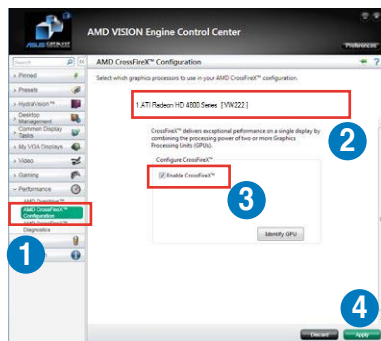 AMD VISION Engine Control Center
ASUS CATALYST
Preferences
Search
AMD CrossFireX™ Configuration
?
Pinned
Presets
HydraVision™
Desktop
Management
Common Display
Tasks
My VGA Displays
Video
Gaming
Performance
AMD CrossFireX™
Configuration
Diagnostics
Select which graphics processors to use in your AMD CrossFireX™ configuration.
1.ATI Radeon HD 4800 Series [VW222]
2
CrossFireX™ delivers exceptional performance on a single display by
combining the processing power of two or more Graphics
Processing Units (GPUs).
Configure CrossFireX™
Enable CrossFireX™
3
Identify GPU
1
4
Discard
Apply